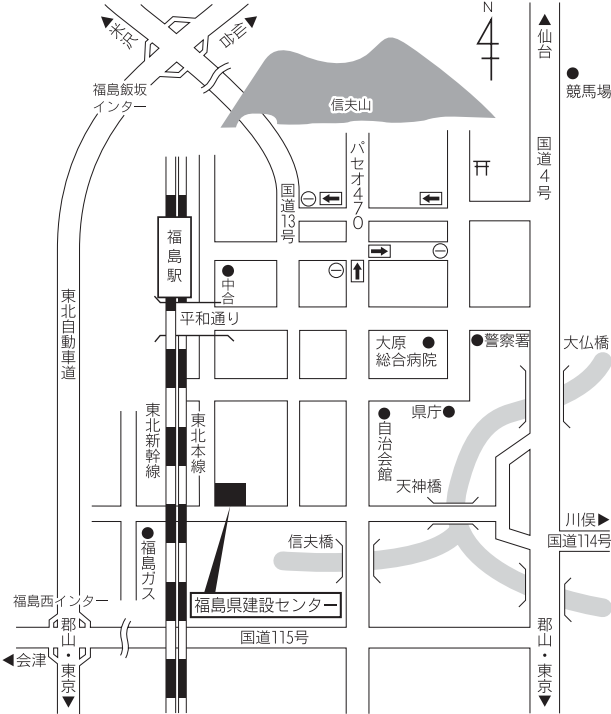 米沢
仙台
N
仙台
競馬場
福島飯坂
インター
信夫山
国道4号
パセオ470
国道13号
福島駅
中合
平和通り
東北自動車道
大原
総合病院
警察署
大仏橋
県庁
自治会館
東北新幹線
東北本線
天神橋
川俣
国道114号
信夫橋
福島ガス
福島県建設センター
福島西インター
国道115号
郡山・東京
郡山・東京
会津